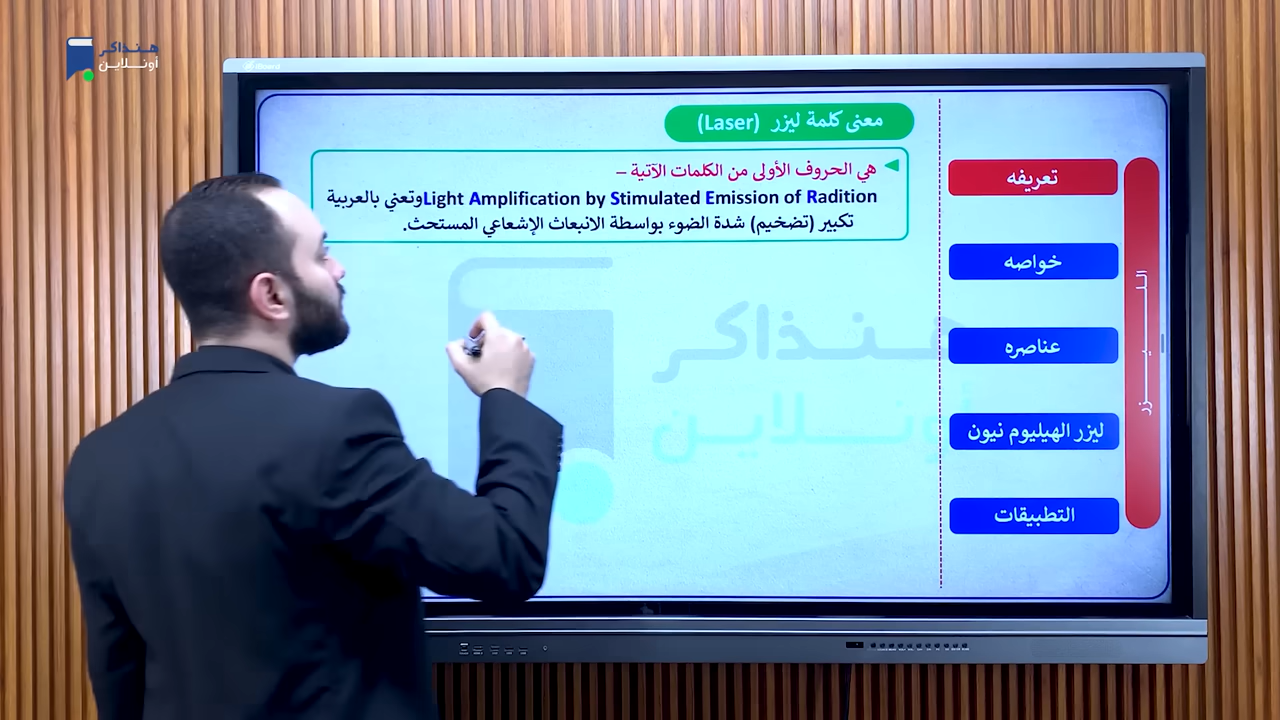 هنذاكر
أونلاين
معنى كلمة ليزر (Laser)
هي الحروف الأولى من الكلمات الآتية –
Light Amplification by Stimulated Emission of Radition وتعني بالعربية
تكبير (تضخيم) شدة الضوء بواسطة الانبعاث الإشعاعي المستحث.
هنذاكر
أونلاين
الليزر
تعريفه
خواصه
عناصره
ليزر الهيليوم نيون
التطبيقات